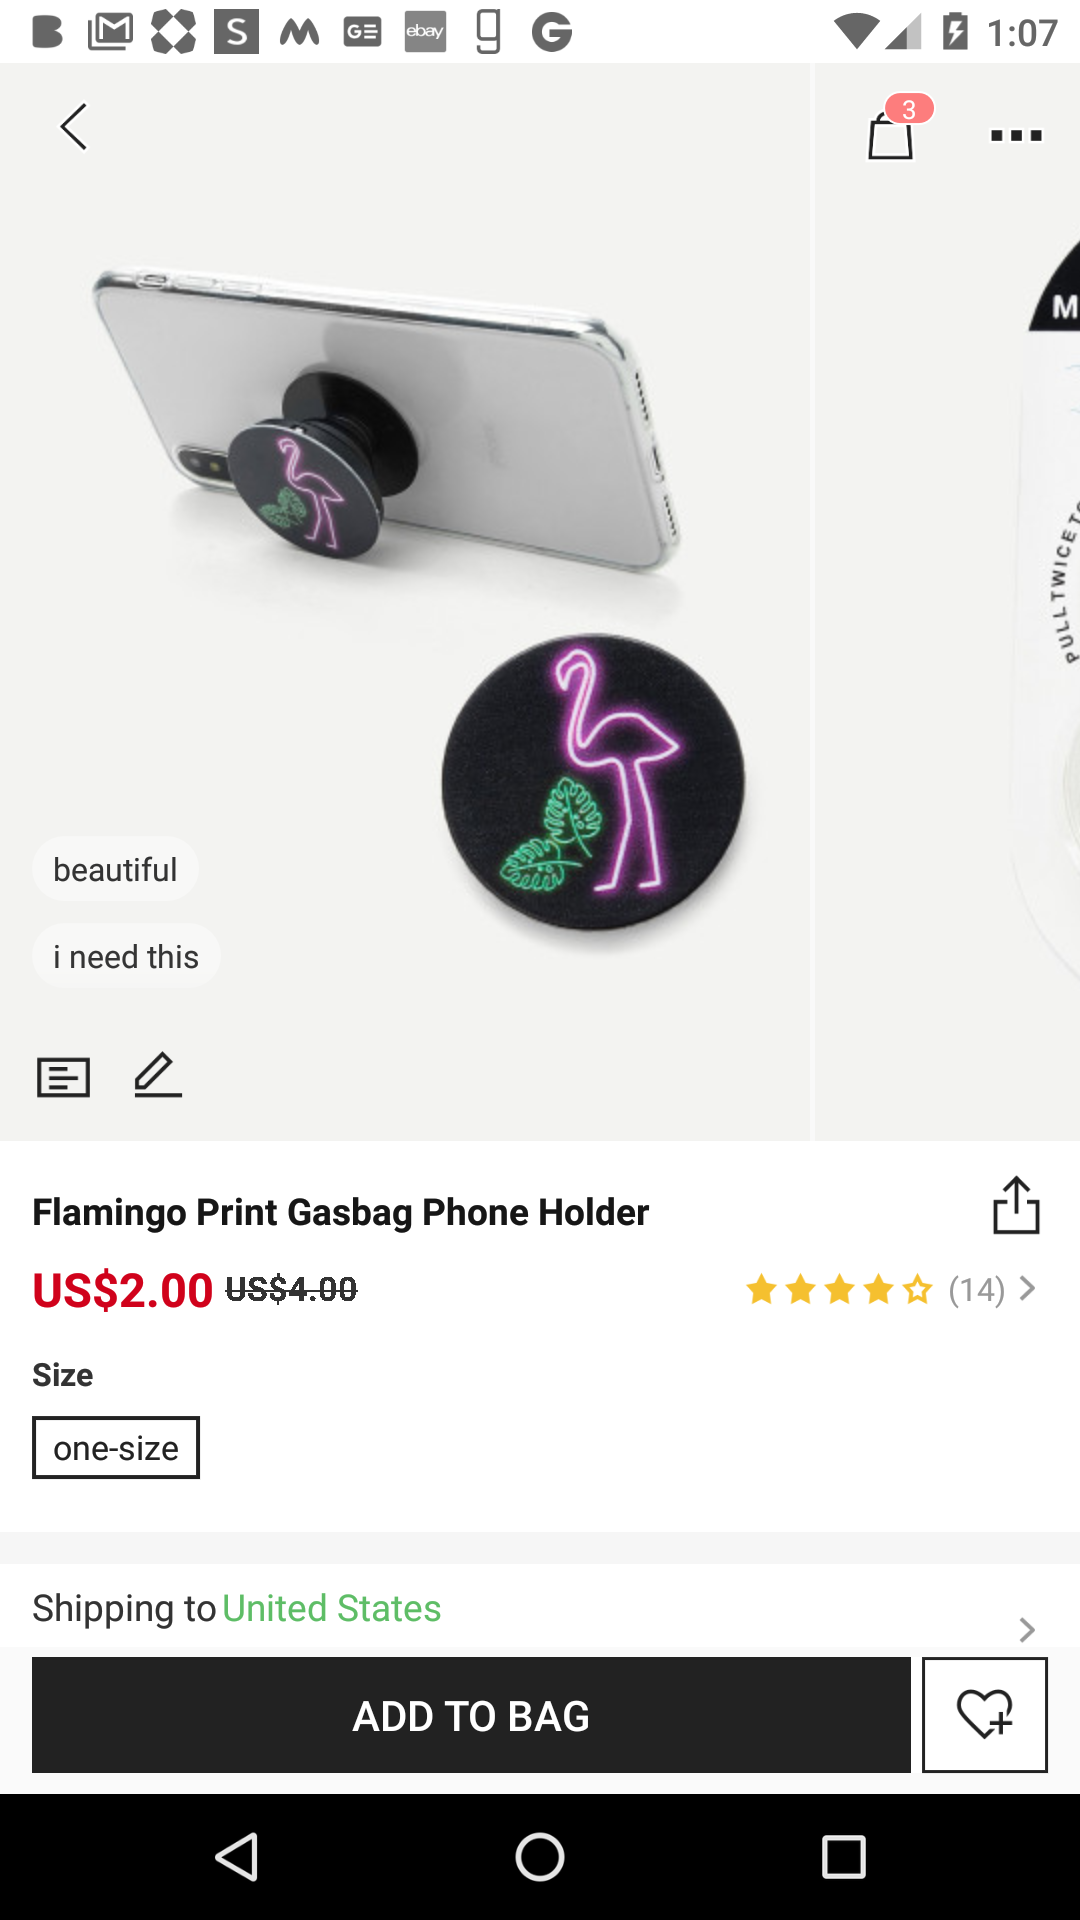 B S GE ebay g G 1:07
3
M
PULL TWICE T
beautiful
i need this
Flamingo Print Gasbag Phone Holder
US$2.00 US$4.00 (14)
Size
one-size
Shipping to United States
ADD TO BAG